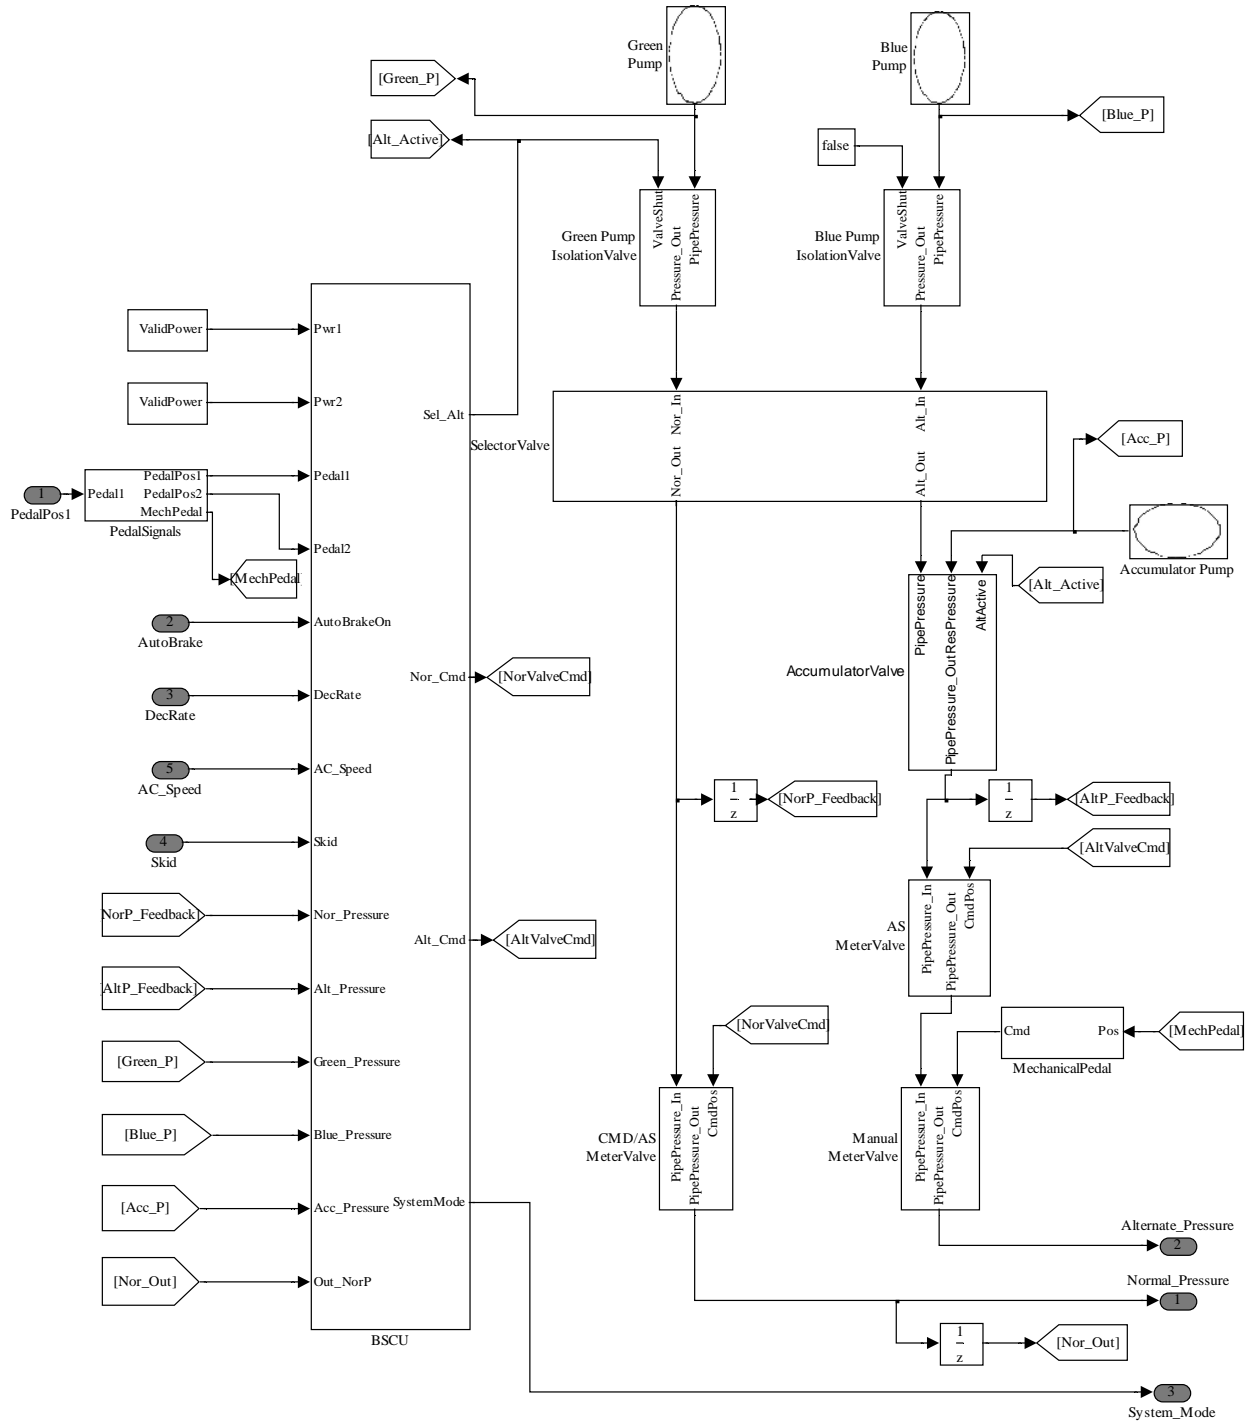 Green
Pump
Blue
Pump
[Green_P]
[Blue_P]
[Alt_Active]
false
ValveShut
Pressure_Out
PipePressure
Green Pump
IsolationValve
ValveShut
Pressure_Out
PipePressure
Blue Pump
IsolationValve
ValidPower
Pwr1
ValidPower
Pwr2
Sel_Alt
Nor_In
Nor_Out
Alt_In
Alt_Out
SelectorValve
[Acc_P]
1
PedalPos1
Pedal1
PedalPos1
PedalPos2
MechPedal
PedalSignals
Pedal1
Pedal2
[MechPedal]
Accumulator Pump
[Alt_Active]
PipePressure
PipePressure_Out
ResPressure
AltActive
AccumulatorValve
2
AutoBrake
AutoBrakeOn
Nor_Cmd
[NorValveCmd]
3
DecRate
DecRate
5
AC_Speed
AC_Speed
1
z
[NorP_Feedback]
1
z
[AltP_Feedback]
4
Skid
Skid
[AltValveCmd]
NorP_Feedback]
Nor_Pressure
Alt_Cmd
[AltValveCmd]
PipePressure_In
PipePressure_Out
CmdPos
AS
MeterValve
[AltP_Feedback]
Alt_Pressure
[NorValveCmd]
Cmd
Pos
[MechPedal]
MechanicalPedal
[Green_P]
Green_Pressure
[Blue_P]
Blue_Pressure
PipePressure_In
PipePressure_Out
CmdPos
CMD/AS
MeterValve
PipePressure_In
PipePressure_Out
CmdPos
Manual
MeterValve
[Acc_P]
Acc_Pressure
SystemMode
Alternate_Pressure
2
[Nor_Out]
Out_NorP
Normal_Pressure
1
BSCU
1
z
[Nor_Out]
3
System_Mode